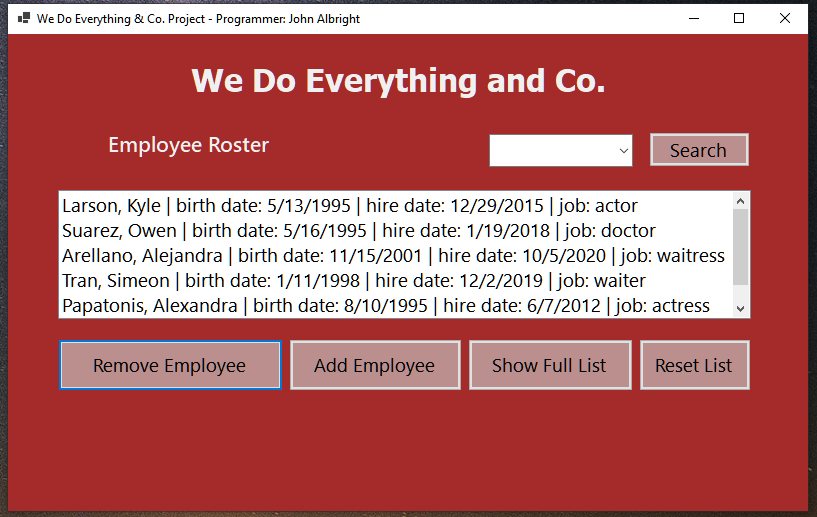 We Do Everything & Co. Project - Programmer: John Albright
We Do Everything and Co.
Employee Roster
Search
Larson, Kyle | birth date: 5/13/1995 | hire date: 12/29/2015 | job: actor
Suarez, Owen | birth date: 5/16/1995 | hire date: 1/19/2018 | job: doctor
Arellano, Alejandra | birth date: 11/15/2001 | hire date: 10/5/2020 | job: waitress
Tran, Simeon | birth date: 1/11/1998 | hire date: 12/2/2019 | job: waiter
Papatonis, Alexandra | birth date: 8/10/1995 | hire date: 6/7/2012 | job: actress
Remove Employee
Add Employee
Show Full List
Reset List